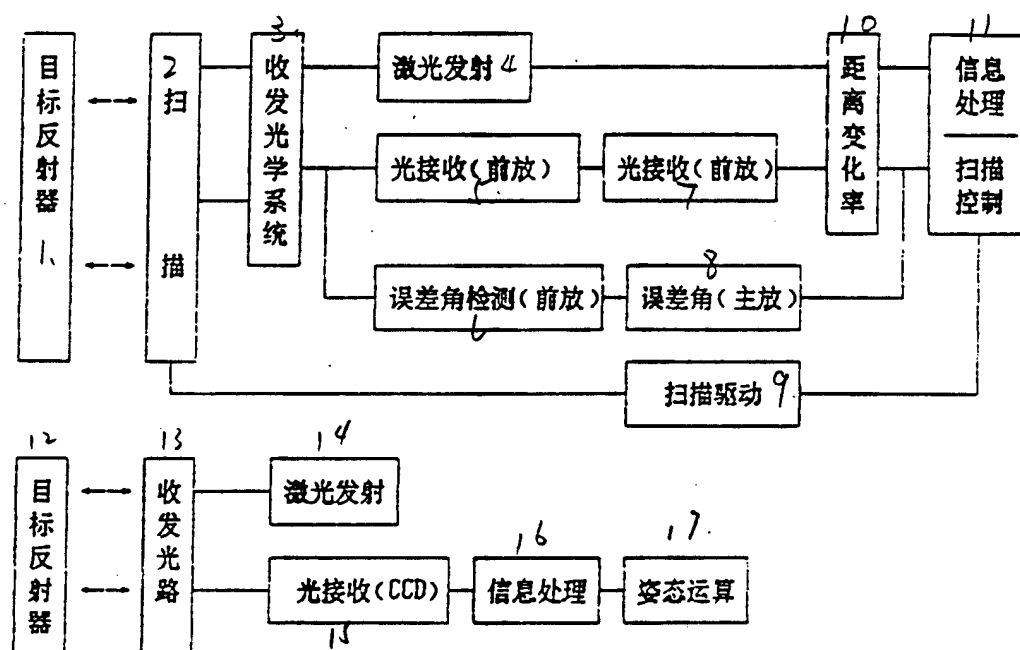 目标反射器 1.
2 扫描
3.
收发光学系统
激光发射 4
光接收(前放)
5
光接收(前放)
7
误差角检测(前放)
6
8
误差角(主放)
扫描驱动 9
10
距离变化率
11
信息处理
扫描控制
12
目标反射器
13
收发光路
14
激光发射
光接收(CCD)
15
16
信息处理
17.
姿态运算